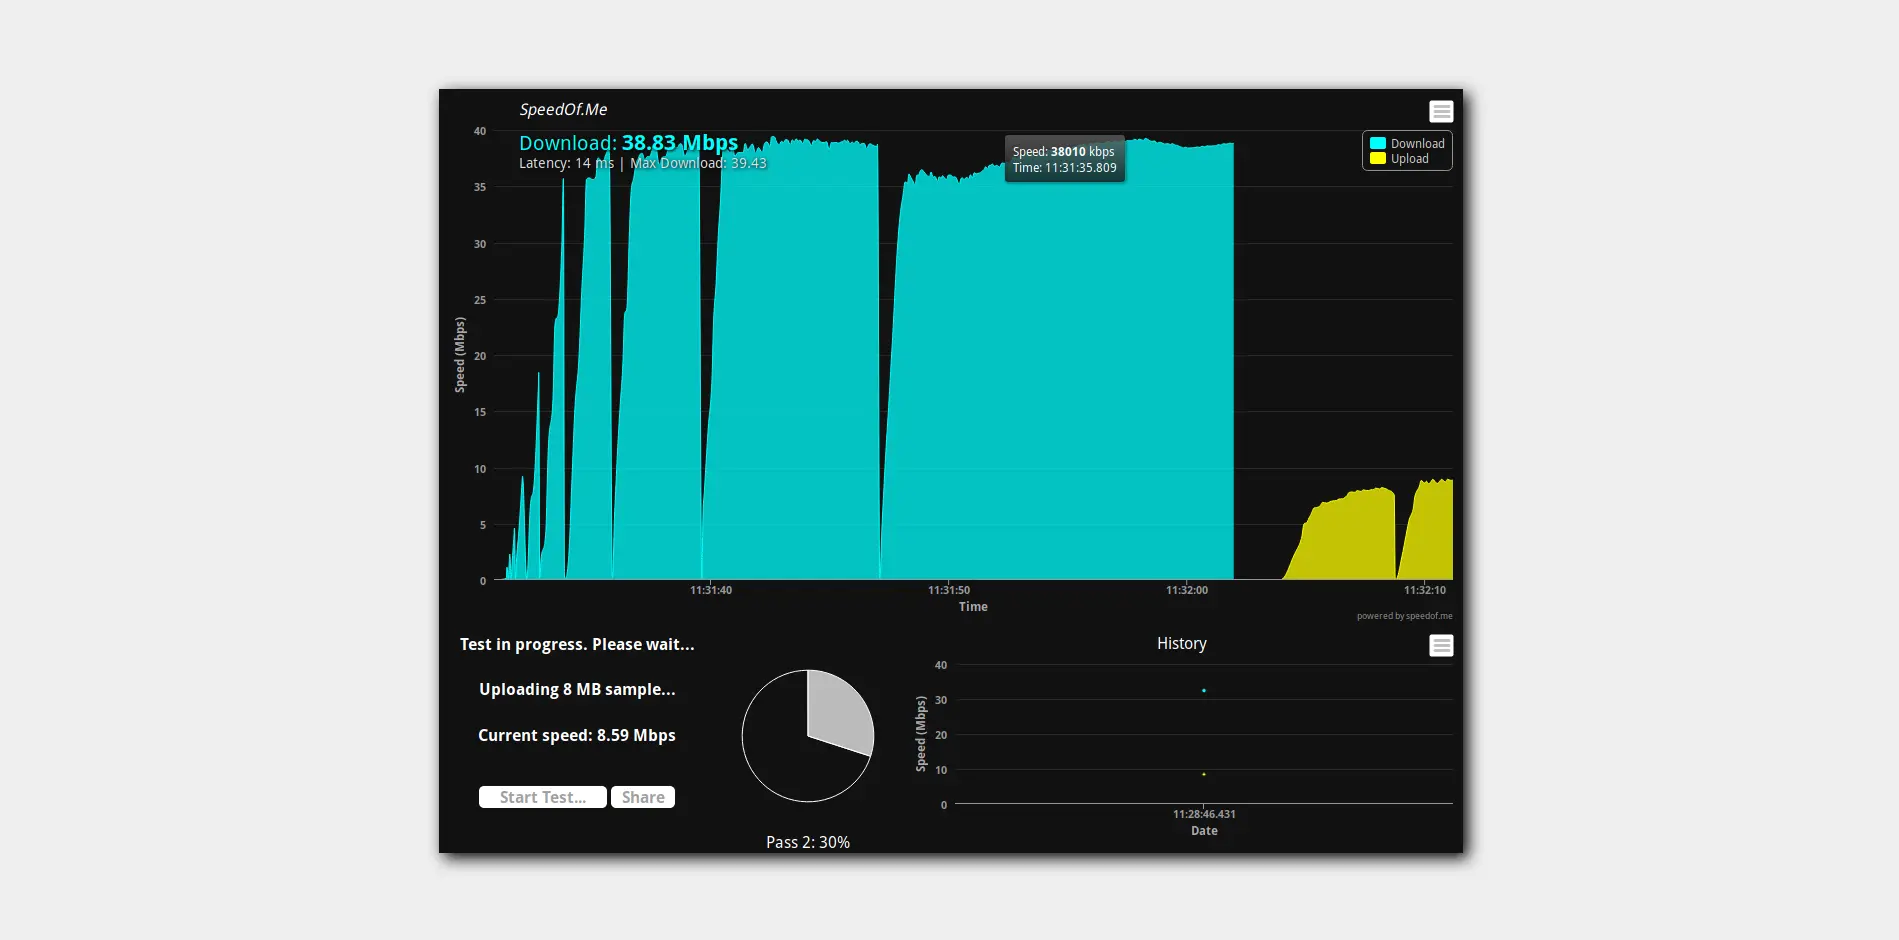 SpeedOf.Me
Download: 38.83 Mbps
Latency: 14 ms | Max Download: 39.43
Speed: 38010 kbps
Time: 11:31:35.809
Download
Upload
Speed (Mbps)
40
35
30
25
20
15
10
5
0
11:31:40 11:31:50 11:32:00 11:32:10
Time
powered by speedof.me
Test in progress. Please wait...
Uploading 8 MB sample...
Current speed: 8.59 Mbps
Start Test... Share
Pass 2: 30%
History
Speed (Mbps)
40
30
20
10
0
11:28:46.431
Date